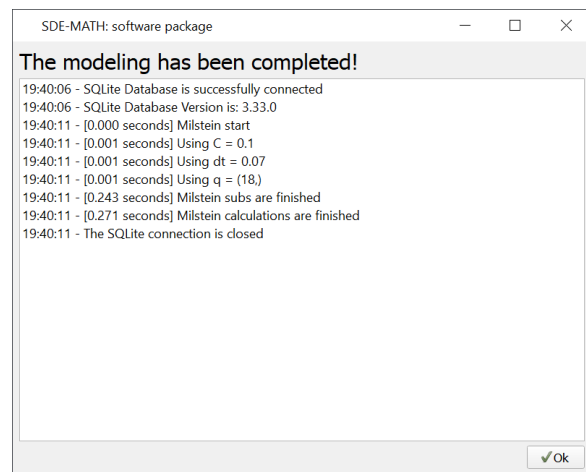 SDE-MATH: software package
The modeling has been completed!
19:40:06 - SQLite Database is successfully connected
19:40:06 - SQLite Database Version is: 3.33.0
19:40:11 - [0.000 seconds] Milstein start
19:40:11 - [0.001 seconds] Using C = 0.1
19:40:11 - [0.001 seconds] Using dt = 0.07
19:40:11 - [0.001 seconds] Using q = (18,)
19:40:11 - [0.243 seconds] Milstein subs are finished
19:40:11 - [0.271 seconds] Milstein calculations are finished
19:40:11 - The SQLite connection is closed
Ok